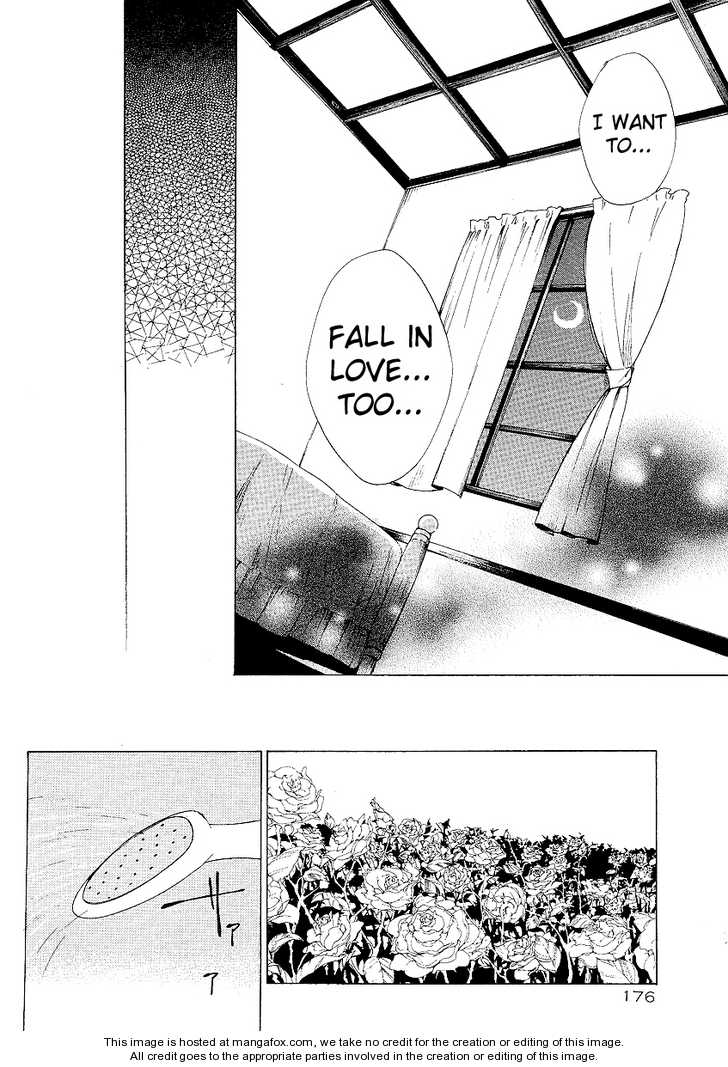 I WANT
TO...
FALL IN
LOVE...
TOO...
サァァ
176
This image is hosted at mangafox.com, we take no credit for the creation or editing of this image.
All credit goes to the appropriate parties involved in the creation or editing of this image.